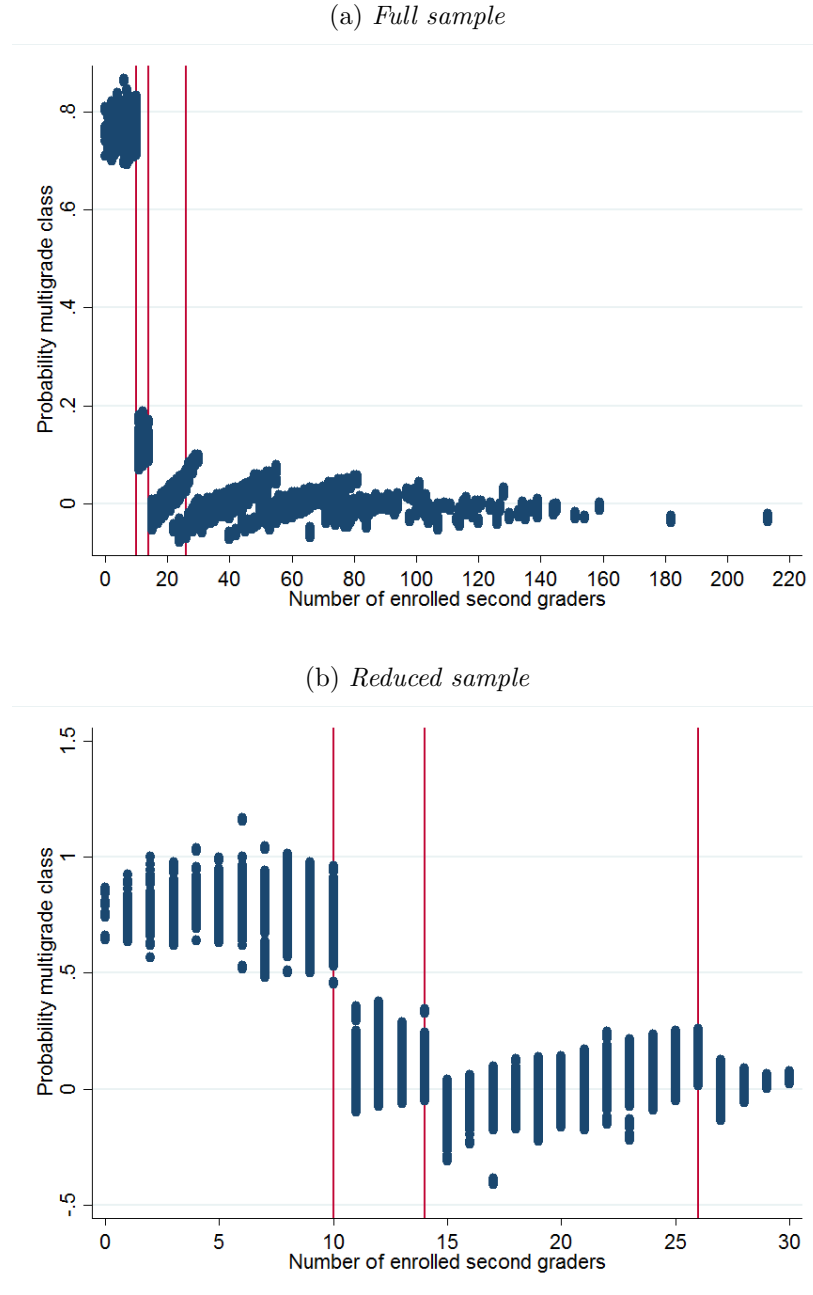 (a) Full sample
Probability multigrade class
.8
.6
.4
.2
0
0 20 40 60 80 100 120 140 160 180 200 220
Number of enrolled second graders
(b) Reduced sample
Probability multigrade class
1.5
1
.5
0
-.5
0 5 10 15 20 25 30
Number of enrolled second graders